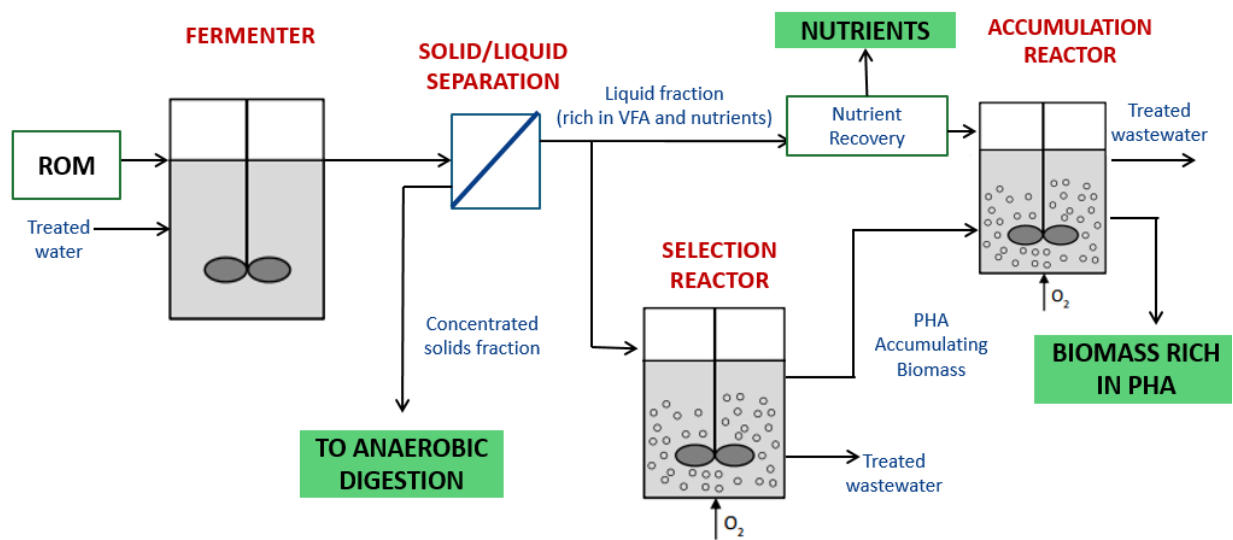 FERMENTER
SOLID/LIQUID
SEPARATION
NUTRIENTS
ACCUMULATION
REACTOR
Liquid fraction
(rich in VFA and nutrients)
Nutrient
Recovery
Treated
wastewater
ROM
Treated
water
SELECTION
REACTOR
O2
Concentrated
solids fraction
PHA
Accumulating
Biomass
BIOMASS RICH
IN PHA
TO ANAEROBIC
DIGESTION
Treated
wastewater
O2